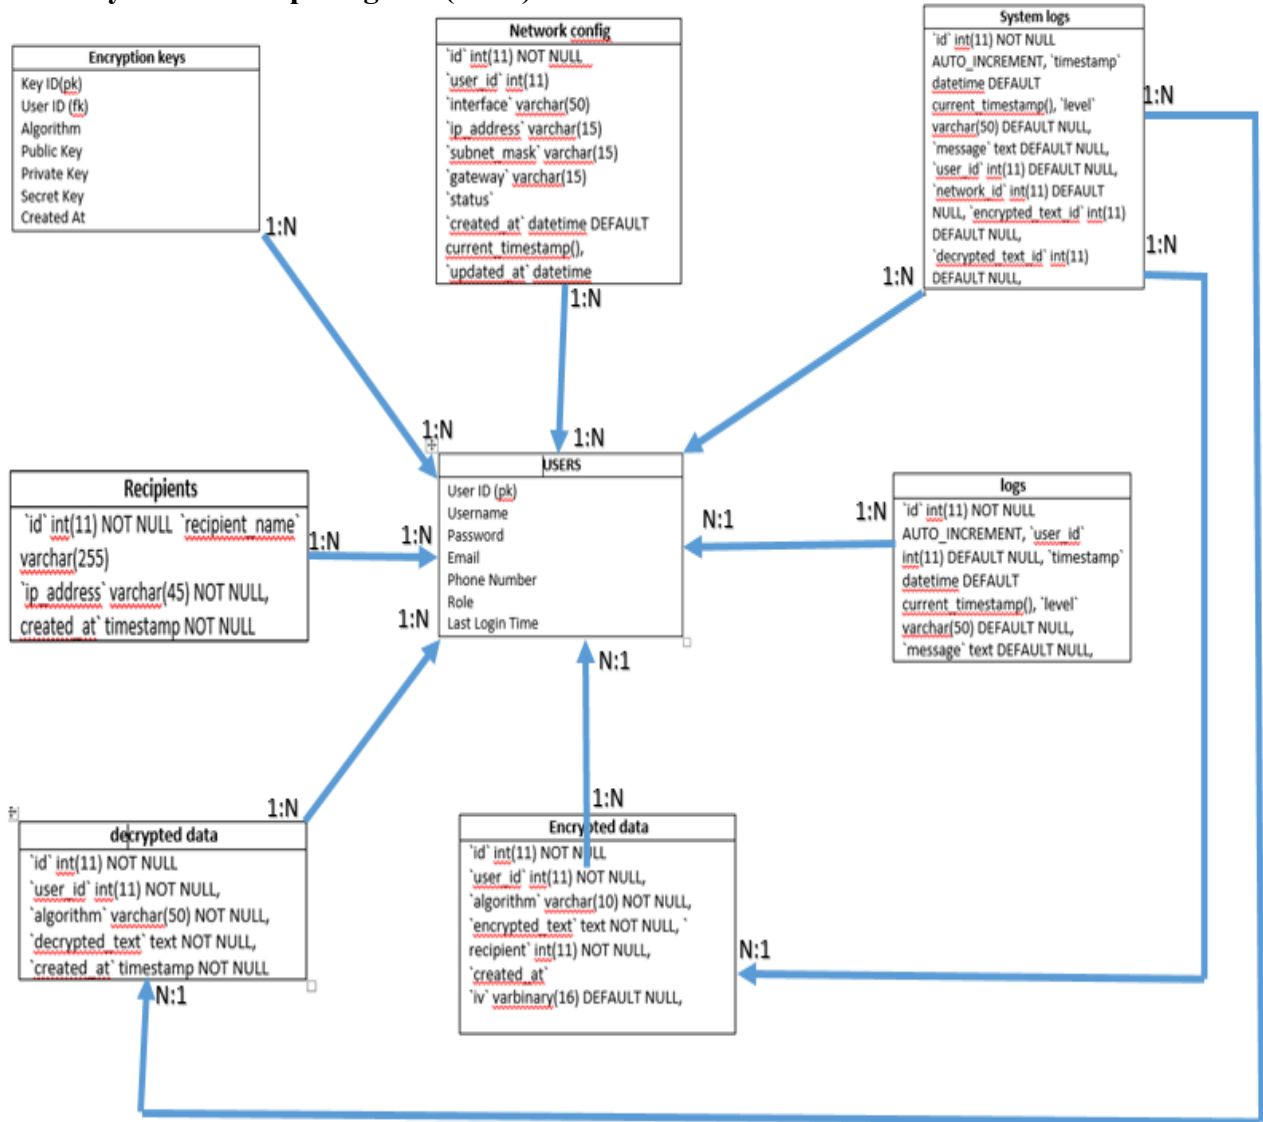 Encryption keys
Key ID(pk)
User ID (fk)
Algorithm
Public Key
Private Key
Secret Key
Created At
1:N
Network config
`id` int(11) NOT NULL
`user_id` int(11)
`interface` varchar(50)
`ip_address` varchar(15)
`subnet_mask` varchar(15)
`gateway` varchar(15)
`status`
`created_at` datetime DEFAULT
current_timestamp(),
`updated_at` datetime
1:N
System logs
`id` int(11) NOT NULL
AUTO_INCREMENT, `timestamp`
datetime DEFAULT
current_timestamp(), `level`
varchar(50) DEFAULT NULL,
`message` text DEFAULT NULL,
`user_id` int(11) DEFAULT NULL,
`network_id` int(11) DEFAULT
NULL, `encrypted_text_id` int(11)
DEFAULT NULL,
`decrypted_text_id` int(11)
DEFAULT NULL,
1:N
1:N
1:N
1:N
1:N
USERS
User ID (pk)
Username
Password
Email
Phone Number
Role
Last Login Time
Recipients
`id` int(11) NOT NULL `recipient_name`
varchar(255)
`ip_address` varchar(45) NOT NULL,
created_at` timestamp NOT NULL
1:N
1:N
1:N
N:1
1:N
logs
`id` int(11) NOT NULL
AUTO_INCREMENT, `user_id`
int(11) DEFAULT NULL, `timestamp`
datetime DEFAULT
current_timestamp(), `level`
varchar(50) DEFAULT NULL,
`message` text DEFAULT NULL,
N:1
1:N
decrypted data
`id` int(11) NOT NULL
`user_id` int(11) NOT NULL,
`algorithm` varchar(50) NOT NULL,
`decrypted_text` text NOT NULL,
`created_at` timestamp NOT NULL
N:1
1:N
Encrypted data
`id` int(11) NOT NULL
`user_id` int(11) NOT NULL,
`algorithm` varchar(10) NOT NULL,
`encrypted_text` text NOT NULL, `
recipient` int(11) NOT NULL,
`created_at`
`iv` varbinary(16) DEFAULT NULL,
N:1